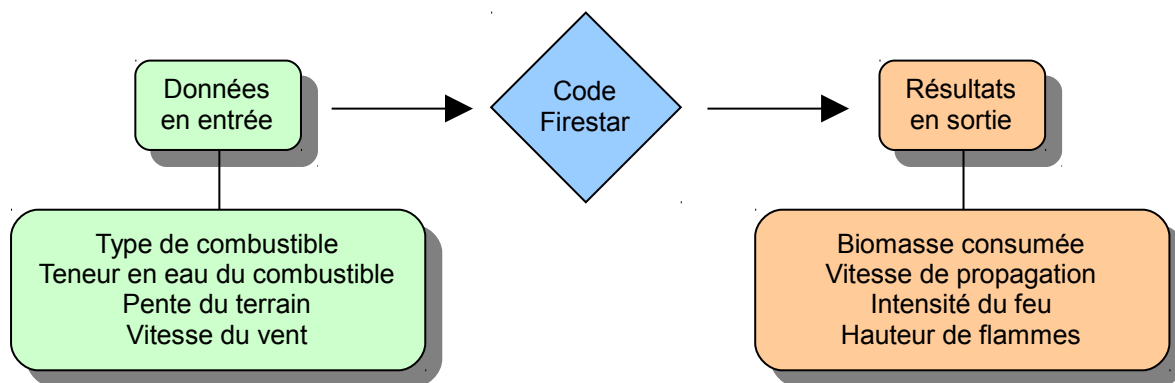 Données
en entrée
Code
Firestar
Résultats
en sortie
Type de combustible
Teneur en eau du combustible
Pente du terrain
Vitesse du vent
Biomasse consumée
Vitesse de propagation
Intensité du feu
Hauteur de flammes